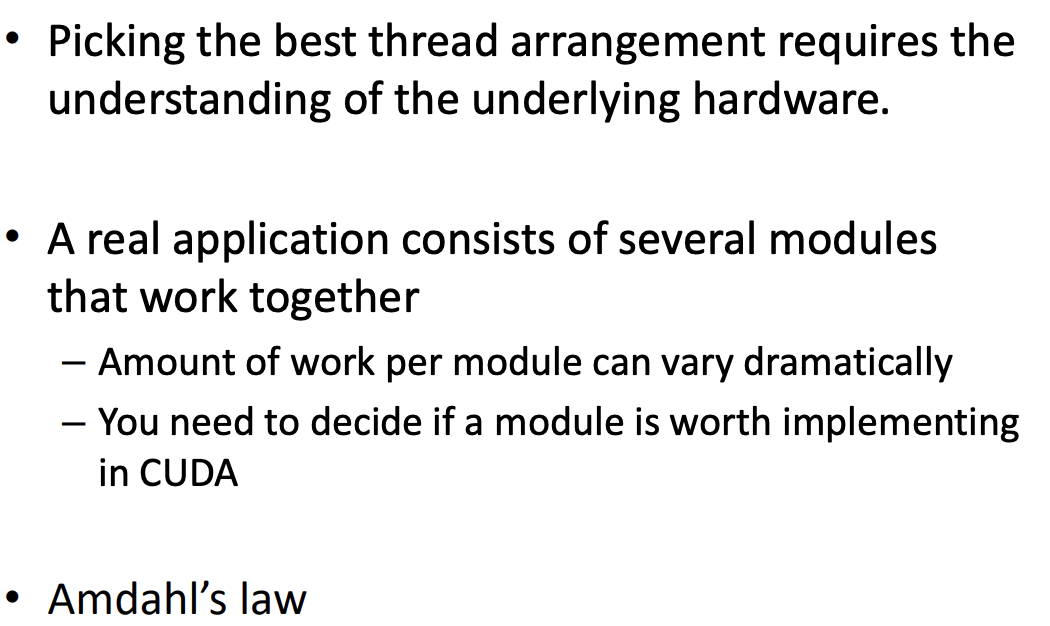 • Picking the best thread arrangement requires the
understanding of the underlying hardware.
• A real application consists of several modules
that work together
– Amount of work per module can vary dramatically
– You need to decide if a module is worth implementing
in CUDA
• Amdahl’s law